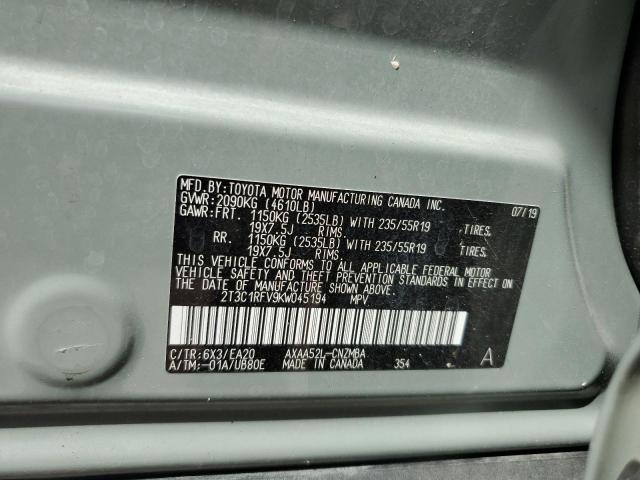 MFD. BY: TOYOTA MOTOR MANUFACTURING CANADA INC.
GVWR: 2090KG (4610LB) 07/19
GAWR: FRT. 1150KG (2535LB) WITH 235/55R19 TIRES.
19X7.5J RIMS.
RR. 1150KG (2535LB) WITH 235/55R19 TIRES.
19X7.5J RIMS.
THIS VEHICLE CONFORMS TO ALL APPLICABLE FEDERAL MOTOR
VEHICLE SAFETY AND THEFT PREVENTION STANDARDS IN EFFECT ON
THE DATE OF MANUFACTURE SHOWN ABOVE.
2T3C1RFV9KW045194 MPV
C/TR: 6X3/EA20 AXAA52L-CNZMBA A
A/TM: -01A/UB80E MADE IN CANADA 354